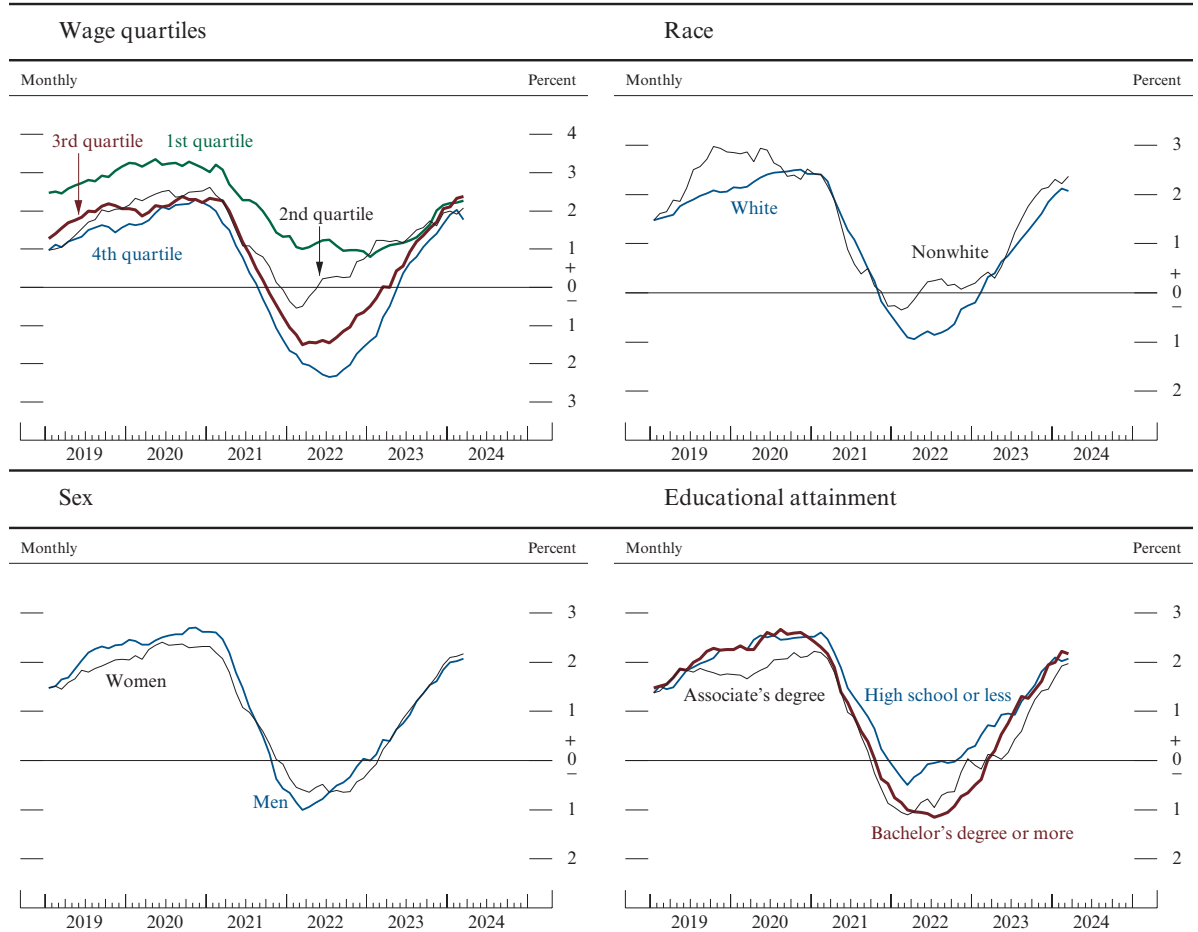 Wage quartiles
Monthly Percent
3rd quartile
1st quartile
2nd quartile
4th quartile
4
3
2
1
+
0
–
1
2
3
2019 2020 2021 2022 2023 2024
Race
Monthly Percent
White
Nonwhite
3
2
1
+
0
–
1
2
2019 2020 2021 2022 2023 2024
Sex
Monthly Percent
Women
Men
3
2
1
+
0
–
1
2
2019 2020 2021 2022 2023 2024
Educational attainment
Monthly Percent
Associate’s degree
High school or less
Bachelor’s degree or more
3
2
1
+
0
–
1
2
2019 2020 2021 2022 2023 2024